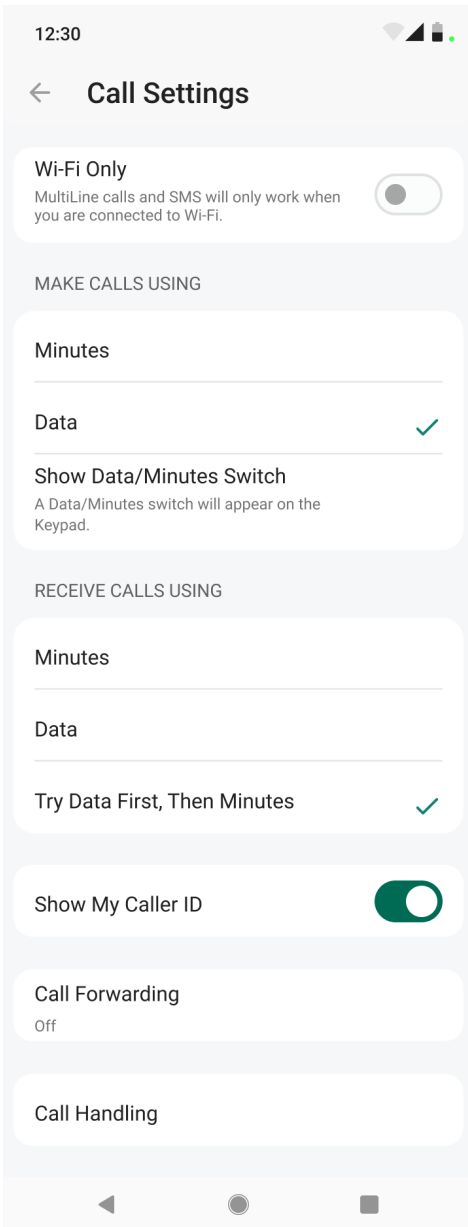 12:30
Call Settings
Wi-Fi Only
MultiLine calls and SMS will only work when
you are connected to Wi-Fi.
MAKE CALLS USING
Minutes
Data
Show Data/Minutes Switch
A Data/Minutes switch will appear on the
Keypad.
RECEIVE CALLS USING
Minutes
Data
Try Data First, Then Minutes
Show My Caller ID
Call Forwarding
Off
Call Handling